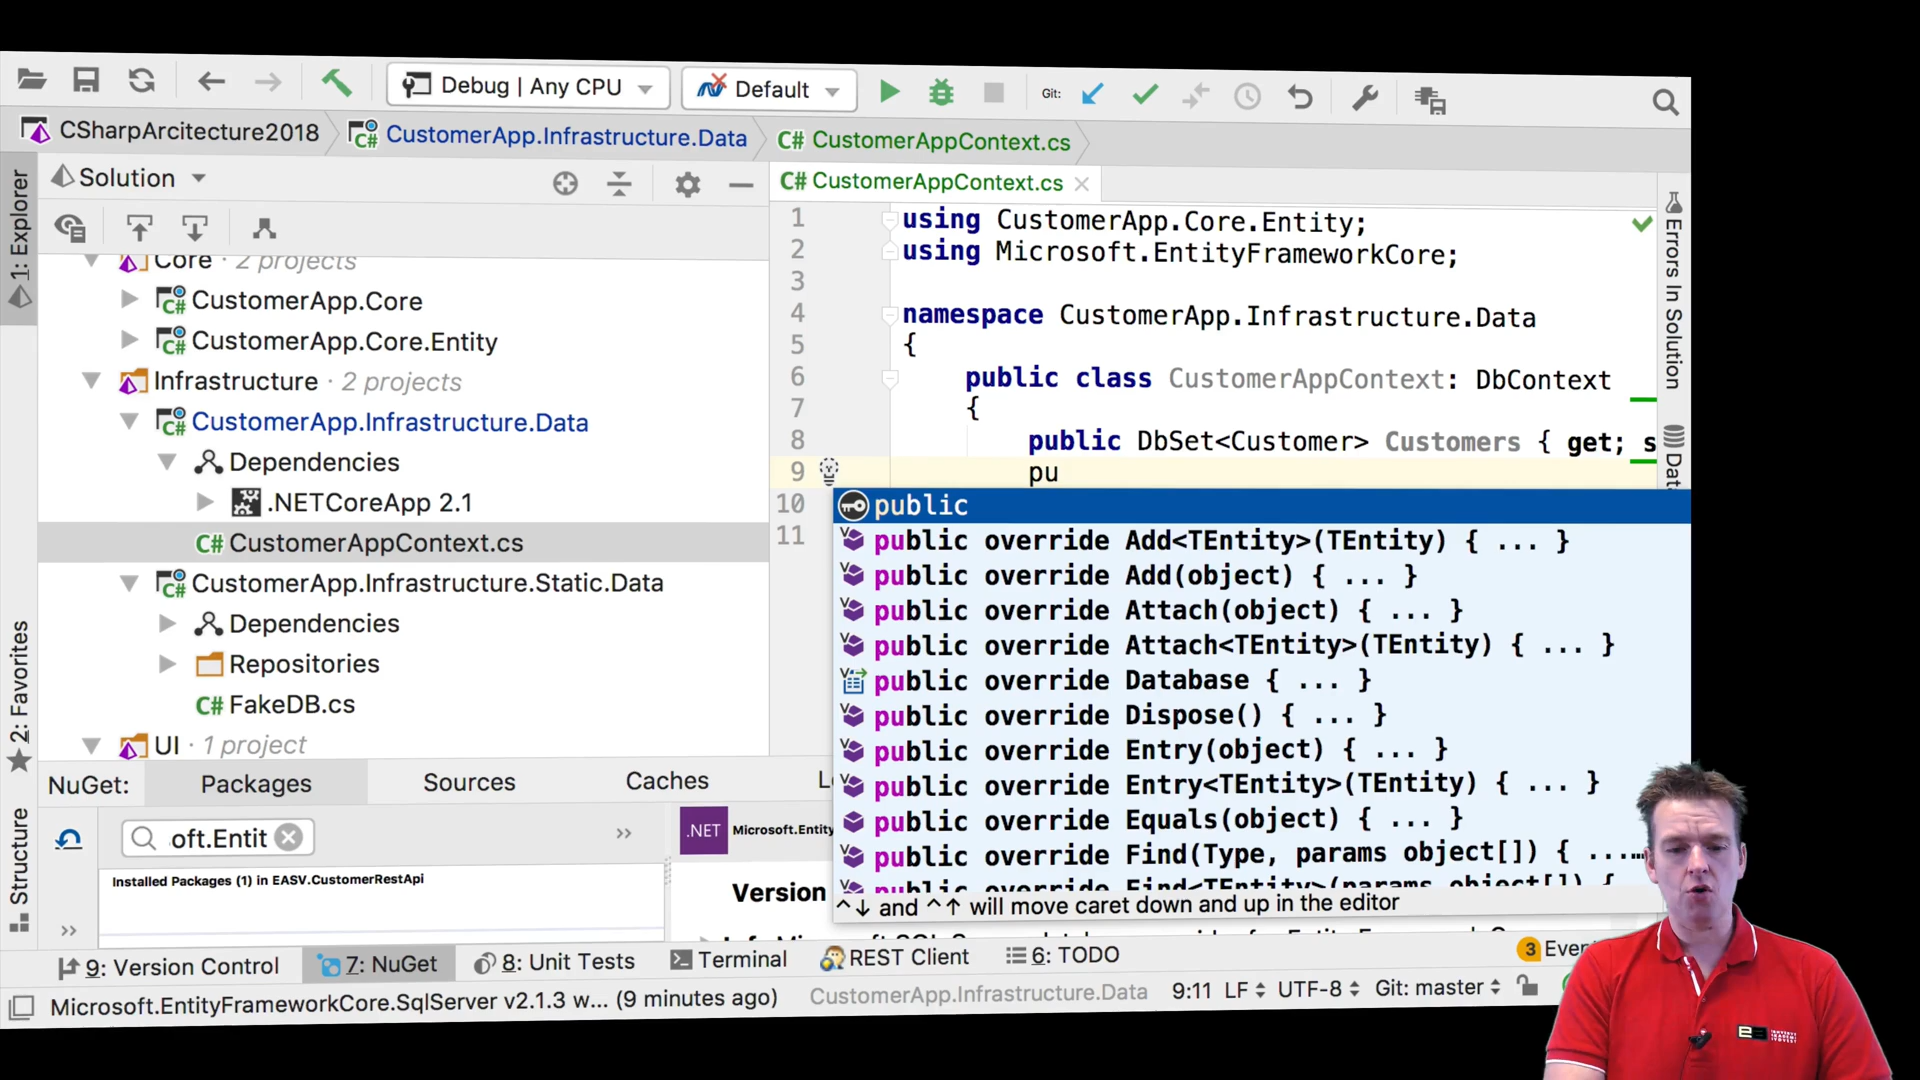 Debug | Any CPU
Default
Git:
CSharpArcitecture2018
CustomerApp.Infrastructure.Data
C# CustomerAppContext.cs
1: Explorer
Solution
Core · 2 projects
C# CustomerApp.Core
C# CustomerApp.Core.Entity
Infrastructure · 2 projects
C# CustomerApp.Infrastructure.Data
Dependencies
.NETCoreApp 2.1
C# CustomerAppContext.cs
C# CustomerApp.Infrastructure.Static.Data
Dependencies
Repositories
C# FakeDB.cs
UI · 1 project
2: Favorites
Structure
C# CustomerAppContext.cs
1 using CustomerApp.Core.Entity;
2 using Microsoft.EntityFrameworkCore;
3
4 namespace CustomerApp.Infrastructure.Data
5 {
6 public class CustomerAppContext: DbContext
7 {
8 public DbSet<Customer> Customers { get; s
9 pu
10
11
public
public override Add<TEntity>(TEntity) { ... }
public override Add(object) { ... }
public override Attach(object) { ... }
public override Attach<TEntity>(TEntity) { ... }
public override Database { ... }
public override Dispose() { ... }
public override Entry(object) { ... }
public override Entry<TEntity>(TEntity) { ... }
public override Equals(object) { ... }
public override Find(Type, params object[]) { ...…
public override Find<TEntity>(params object[]) {
^↓ and ^↑ will move caret down and up in the editor
Errors In Solution
Dat
NuGet:
Packages
Sources
Caches
oft.Entit
Installed Packages (1) in EASV.CustomerRestApi
.NET
Microsoft.Entity
Version
9: Version Control
7: NuGet
8: Unit Tests
Terminal
REST Client
6: TODO
3 Even
Microsoft.EntityFrameworkCore.SqlServer v2.1.3 w... (9 minutes ago)
CustomerApp.Infrastructure.Data
9:11
LF
UTF-8
Git: master